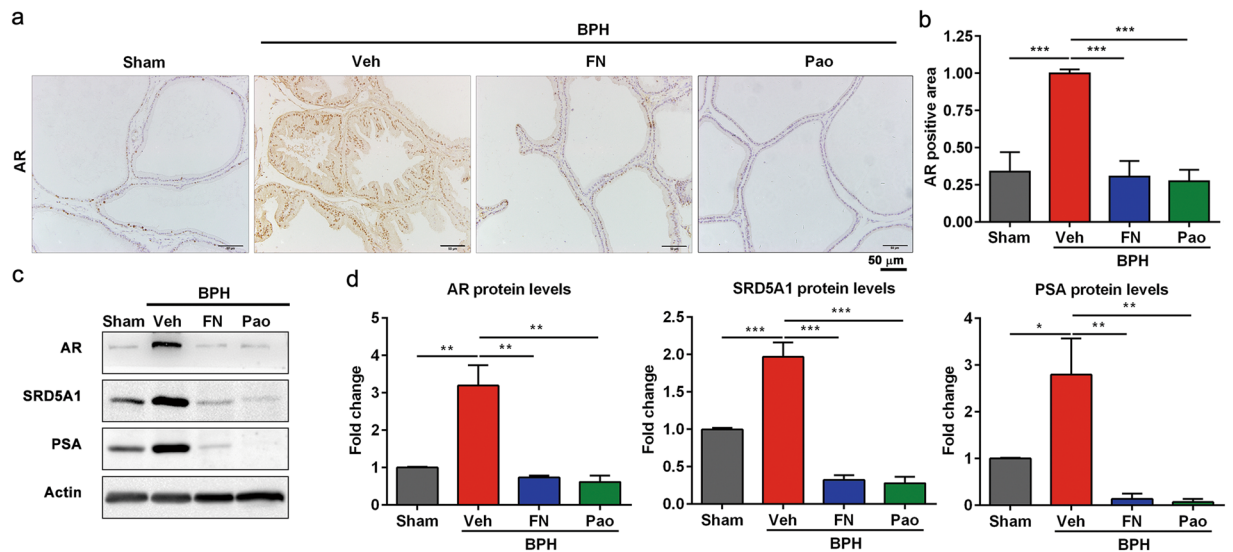 a
BPH
Sham Veh FN Pao
AR
50 μm
b
AR positive area
1.25
1.00
0.75
0.50
0.25
0.00
*** *** ***
Sham Veh FN Pao
BPH
c
BPH
Sham Veh FN Pao
AR
SRD5A1
PSA
Actin
d
AR protein levels
Fold change
5
4
3
2
1
0
** ** **
Sham Veh FN Pao
BPH
SRD5A1 protein levels
Fold change
2.5
2.0
1.5
1.0
0.5
0.0
*** *** ***
Sham Veh FN Pao
BPH
PSA protein levels
Fold change
4
3
2
1
0
* ** **
Sham Veh FN Pao
BPH